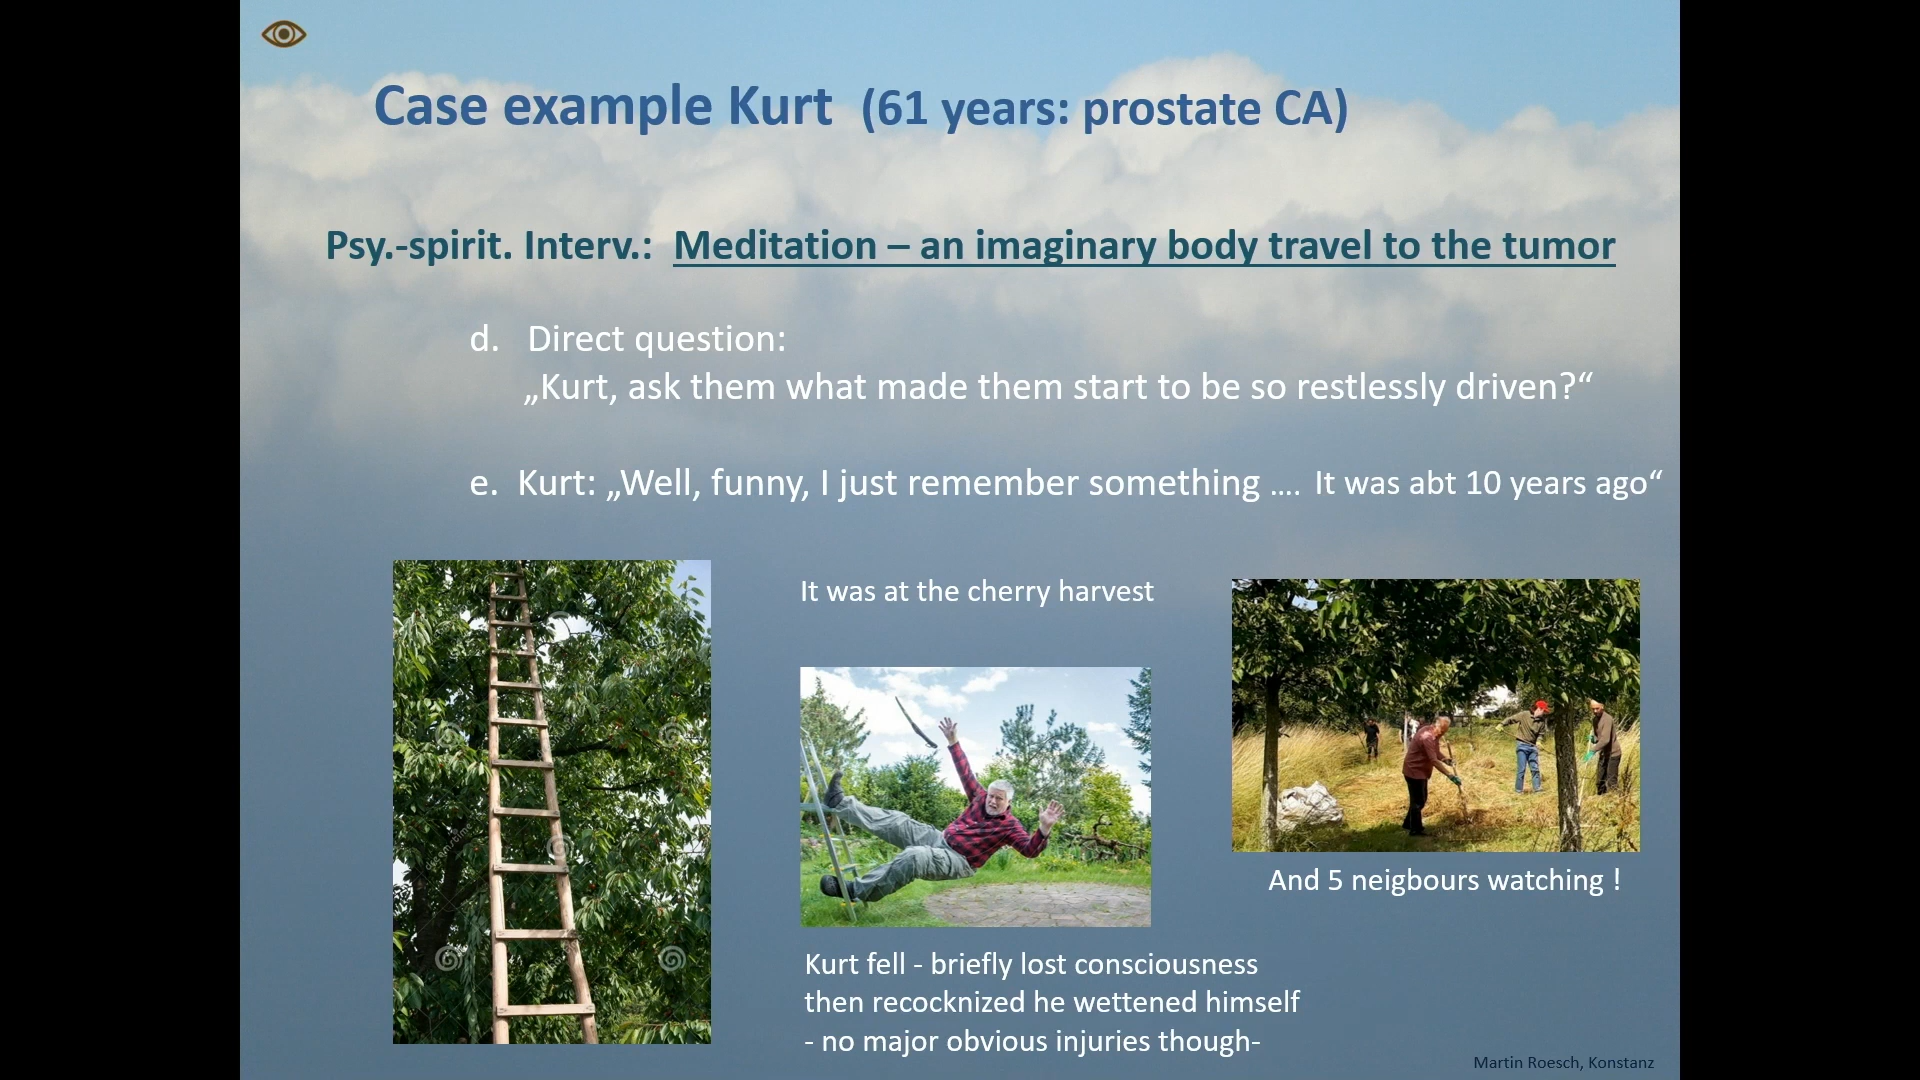 Case example Kurt (61 years: prostate CA)
Psy.-spirit. Interv.: Meditation – an imaginary body travel to the tumor
d. Direct question:
„Kurt, ask them what made them start to be so restlessly driven?“
e. Kurt: „Well, funny, I just remember something .... It was abt 10 years ago“
It was at the cherry harvest
And 5 neigbours watching !
Kurt fell - briefly lost consciousness
then recocknized he wettened himself
- no major obvious injuries though-
Martin Roesch, Konstanz